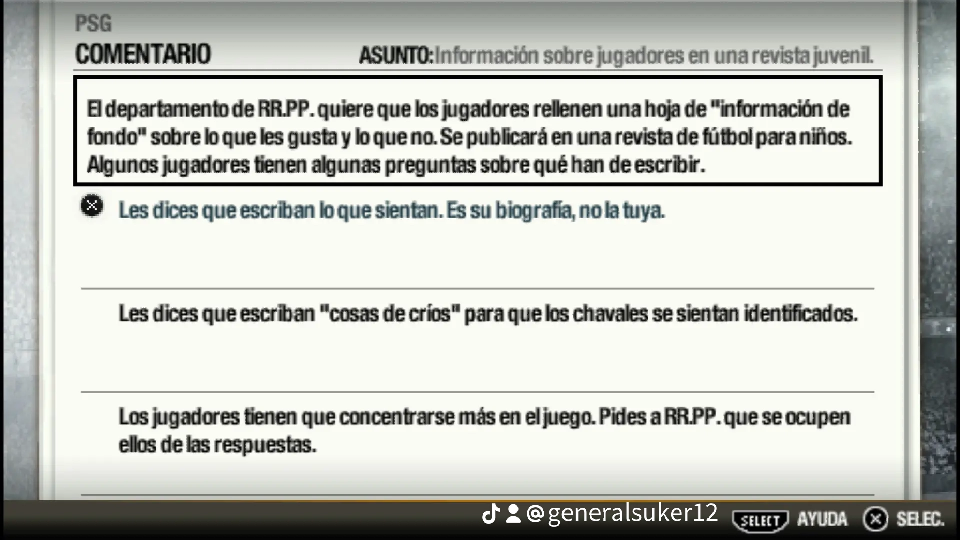 PSG
COMENTARIO
ASUNTO:Información sobre jugadores en una revista juvenil.
El departamento de RR.PP. quiere que los jugadores rellenen una hoja de "información de
fondo" sobre lo que les gusta y lo que no. Se publicará en una revista de fútbol para niños.
Algunos jugadores tienen algunas preguntas sobre qué han de escribir.
Les dices que escriban lo que sientan. Es su biografía, no la tuya.
Les dices que escriban "cosas de críos" para que los chavales se sientan identificados.
Los jugadores tienen que concentrarse más en el juego. Pides a RR.PP. que se ocupen
ellos de las respuestas.
@generalsuker12
SELECT AYUDA SELEC.